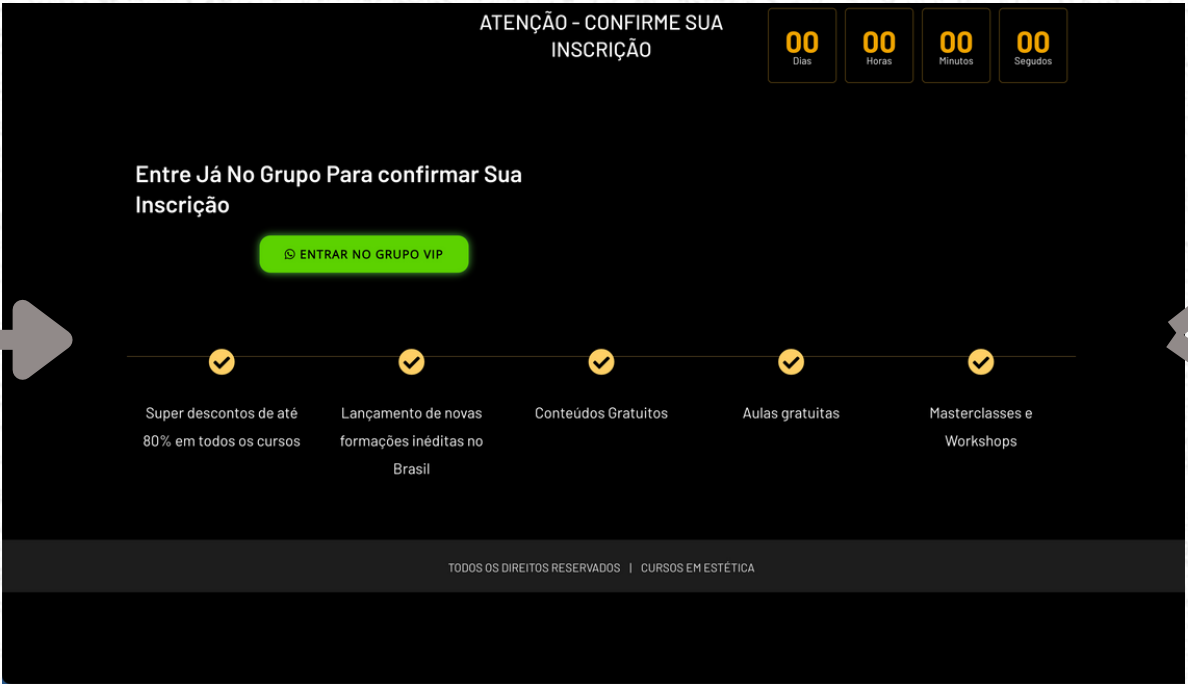 ATENÇÃO - CONFIRME SUA
INSCRIÇÃO
00 00 00 00
Dias Horas Minutos Segudos
Entre Já No Grupo Para confirmar Sua
Inscrição
ENTRAR NO GRUPO VIP
Super descontos de até
80% em todos os cursos
Lançamento de novas
formações inéditas no
Brasil
Conteúdos Gratuitos
Aulas gratuitas
Masterclasses e
Workshops
TODOS OS DIREITOS RESERVADOS | CURSOS EM ESTÉTICA